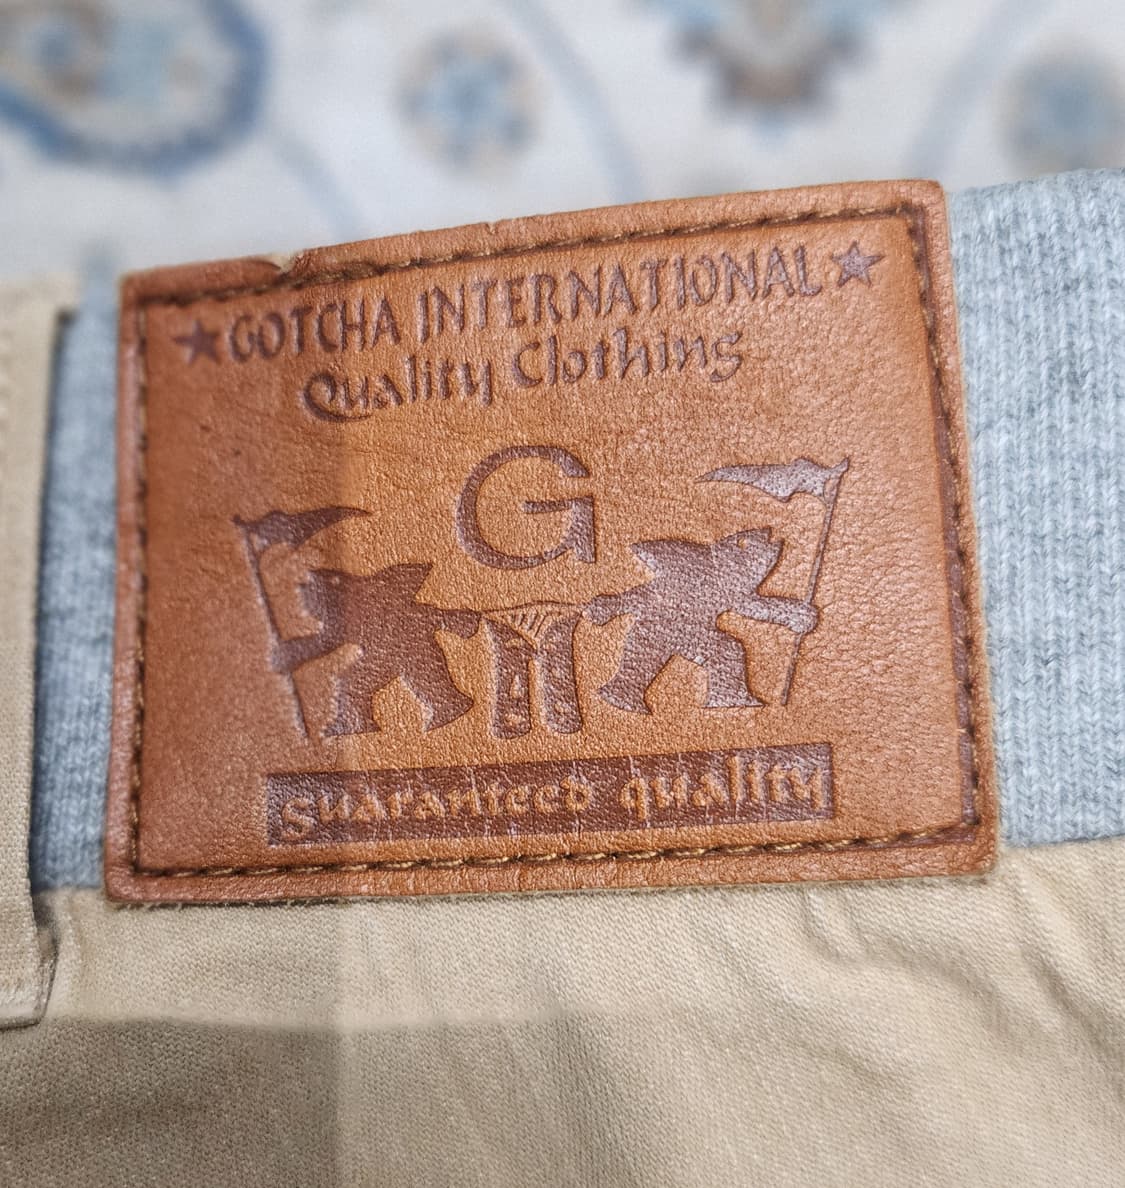 ★GOTCHA INTERNATIONAL★
Quality Clothing
G
guaranteed quality